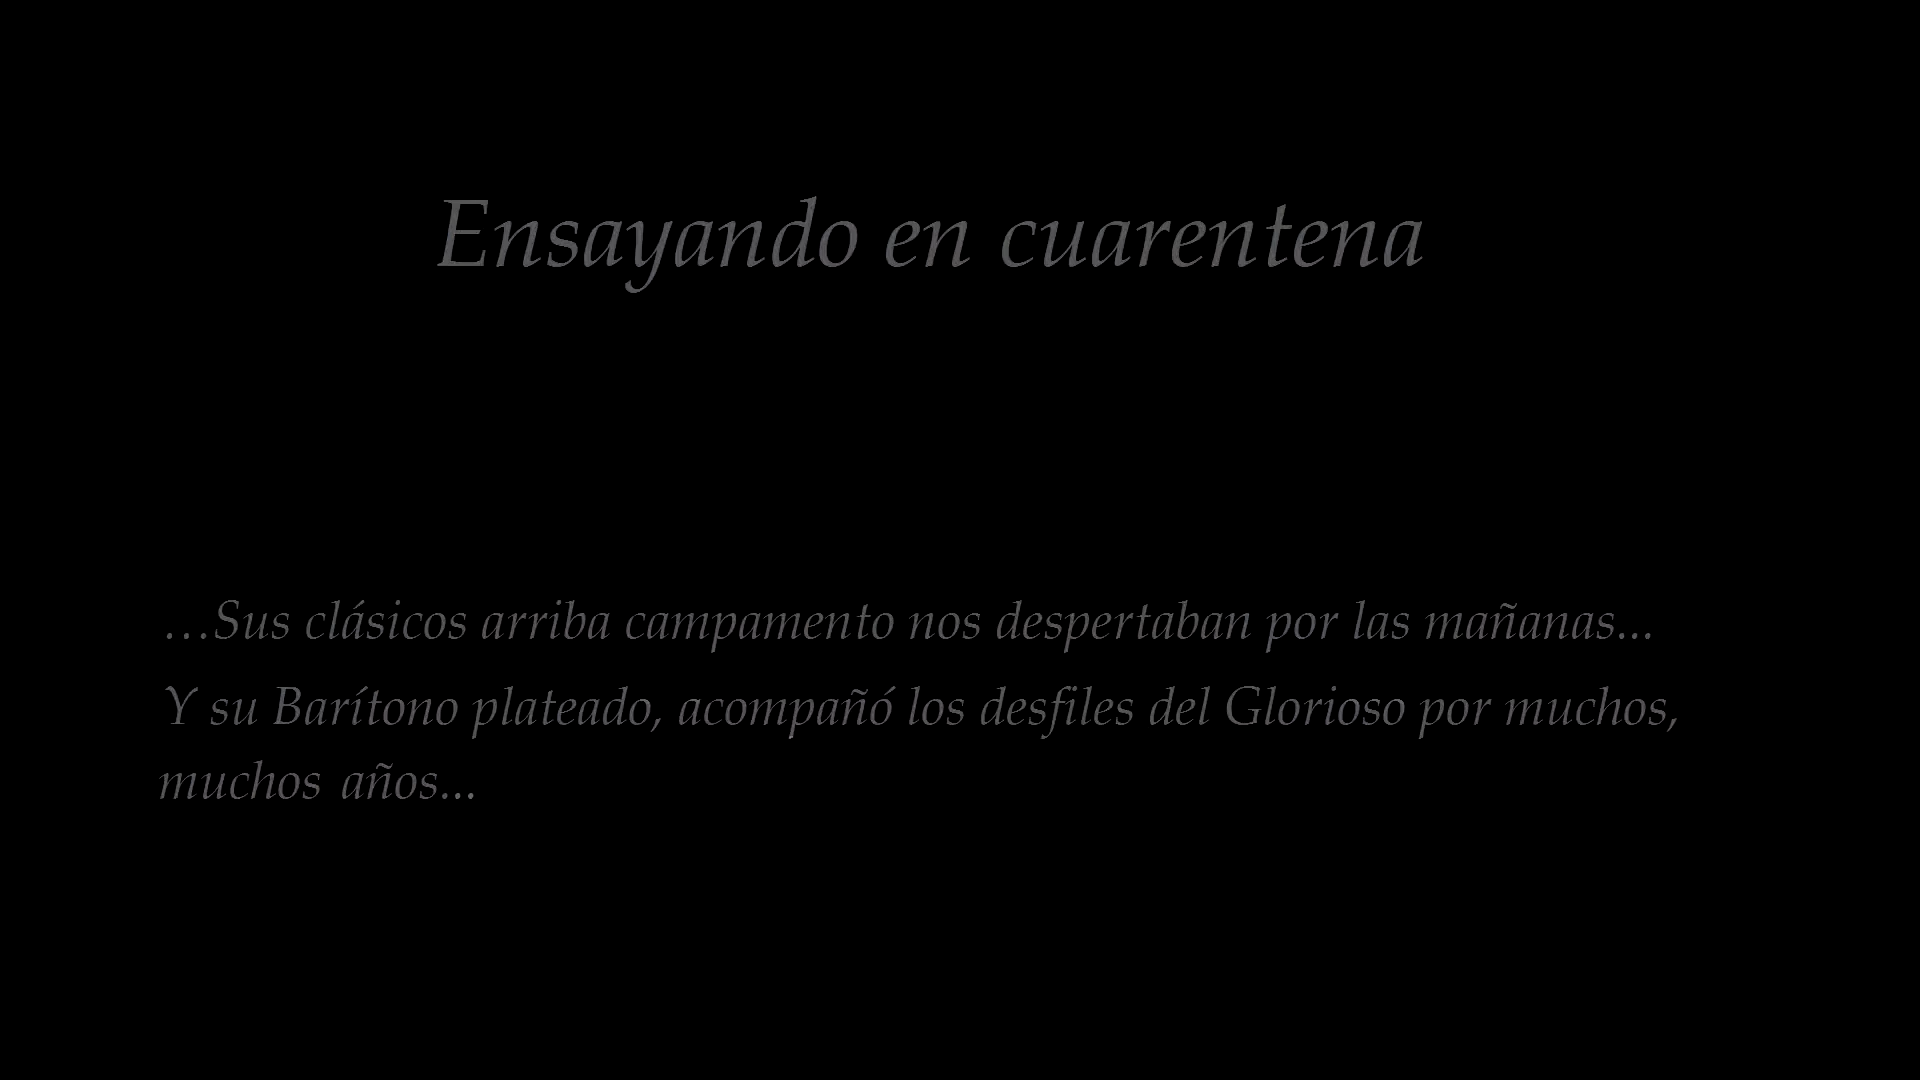 Ensayando en cuarentena
…Sus clásicos arriba campamento nos despertaban por las mañanas...
Y su Barítono plateado, acompañó los desfiles del Glorioso por muchos,
muchos años...